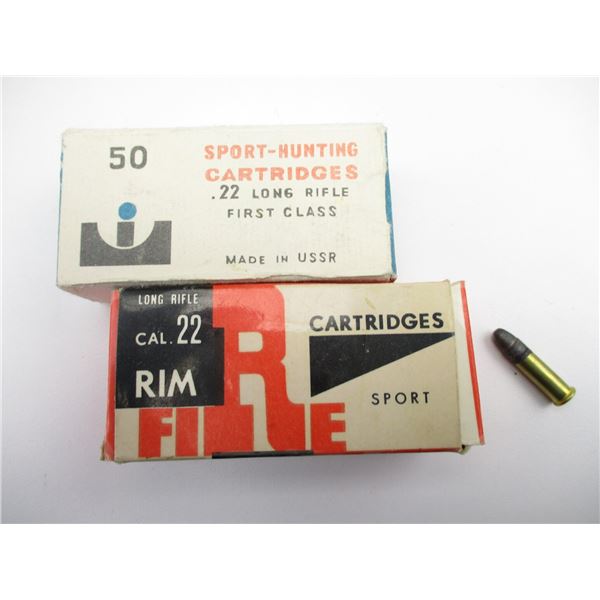 50
SPORT-HUNTING
CARTRIDGES
.22 LONG RIFLE
FIRST CLASS
MADE IN USSR
LONG RIFLE
CAL. 22
RIM
FIRE
CARTRIDGES
SPORT